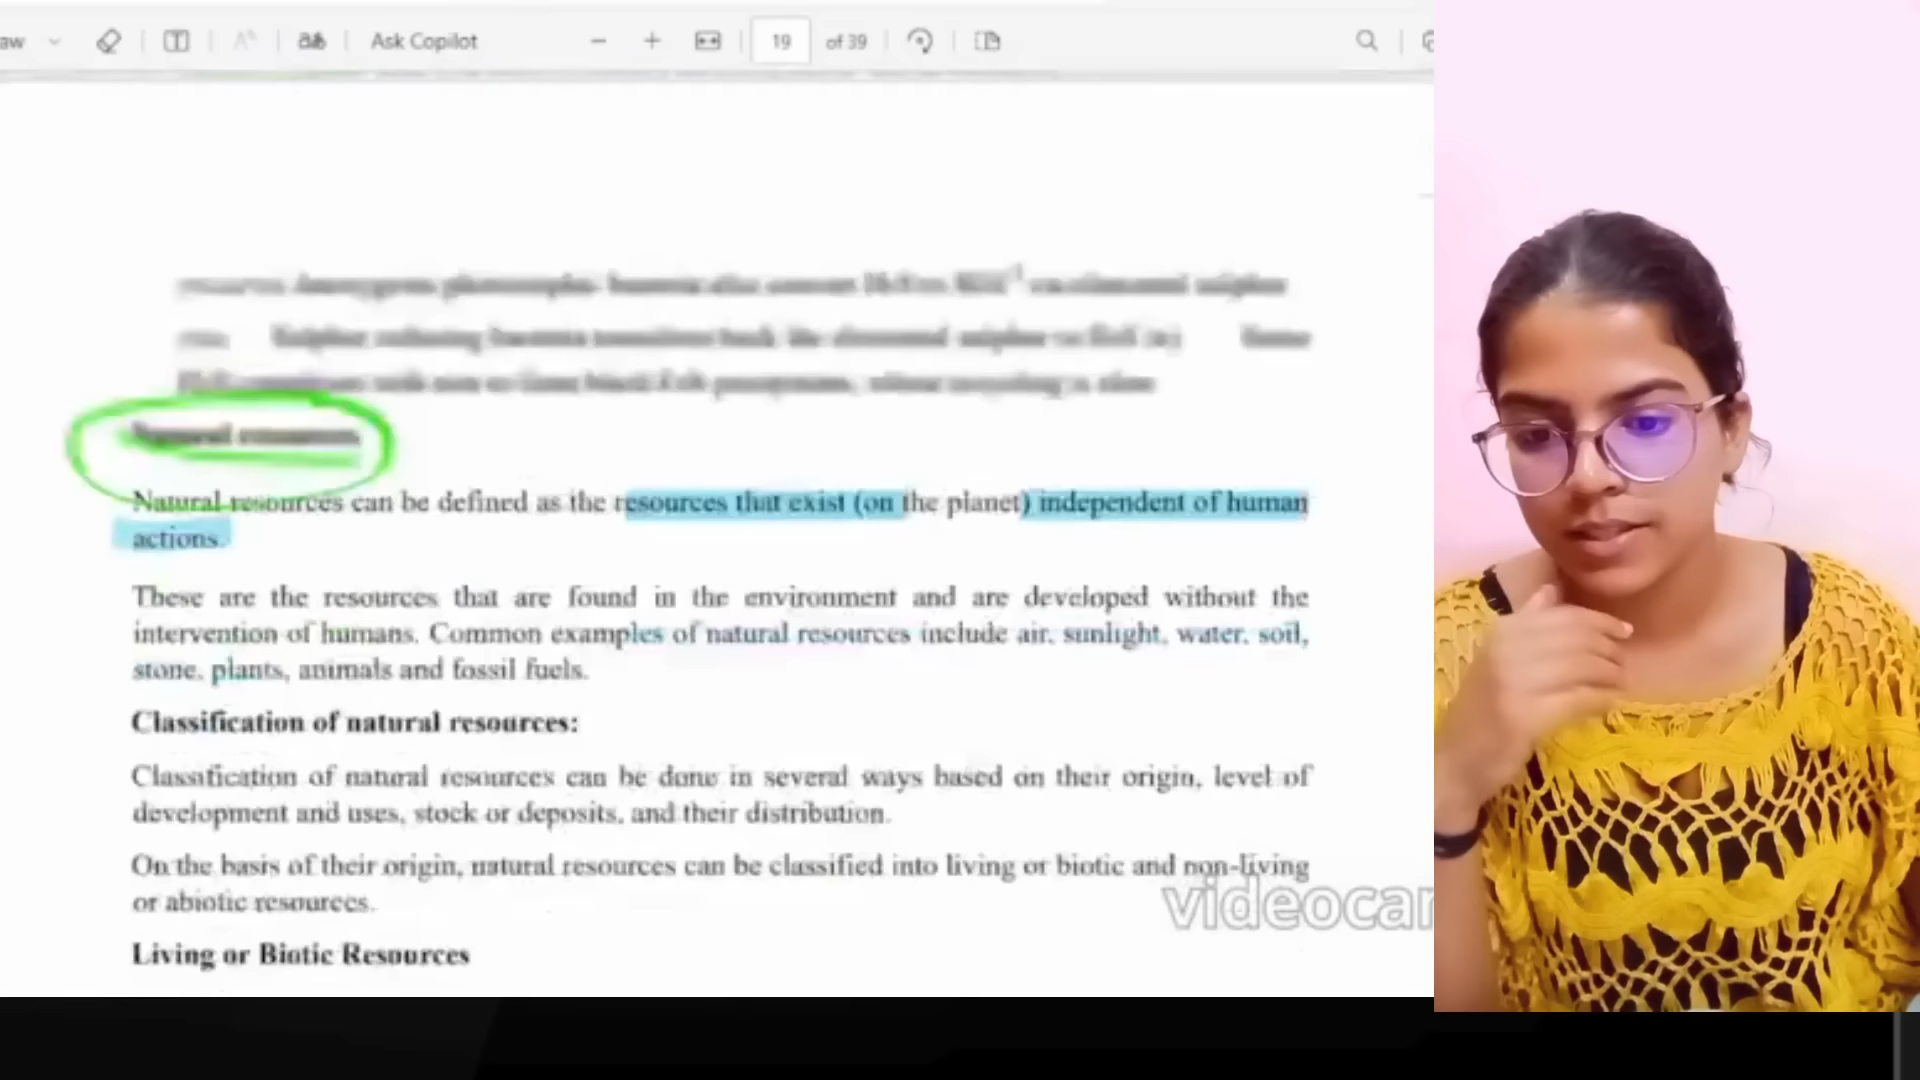 aw
Ask Copilot
19
of 39
Natural resources
Natural resources can be defined as the resources that exist (on the planet) independent of human
actions.
These are the resources that are found in the environment and are developed without the
intervention of humans. Common examples of natural resources include air, sunlight, water, soil,
stone, plants, animals and fossil fuels.
Classification of natural resources:
Classification of natural resources can be done in several ways based on their origin, level of
development and uses, stock or deposits, and their distribution.
On the basis of their origin, natural resources can be classified into living or biotic and non-living
or abiotic resources.
videocar
Living or Biotic Resources